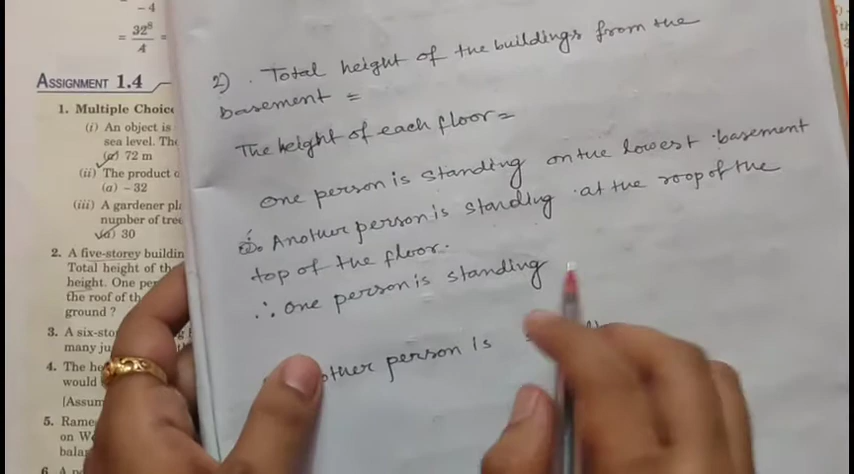 -4
= 32⁸ =
4
ASSIGNMENT 1.4
1. Multiple Choic
(i) An object is
sea level. The
(a) 72 m
(ii) The product o
(a) – 32
(iii) A gardener pl
number of tree
(a) 30
2. A five-storey buildin
Total height of th
height. One pe
the roof of th
ground ?
3. A six-sto
many ju
4. The he
would
[Assum
5. Rame
on W
bala
6. A
2) . Total height of the buildings from the
basement =
The height of each floor =
One person is standing on the lowest basement
Another person is standing at the roop of the
top of the floor.
∴ One person is standing
other person is